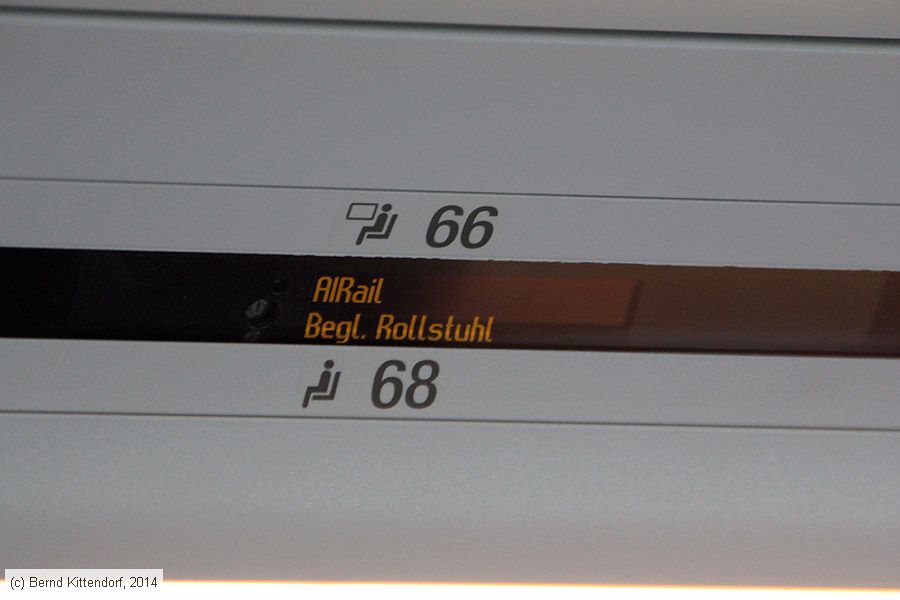 66
AIRail
Begl. Rollstuhl
68
(c) Bernd Kittendorf, 2014